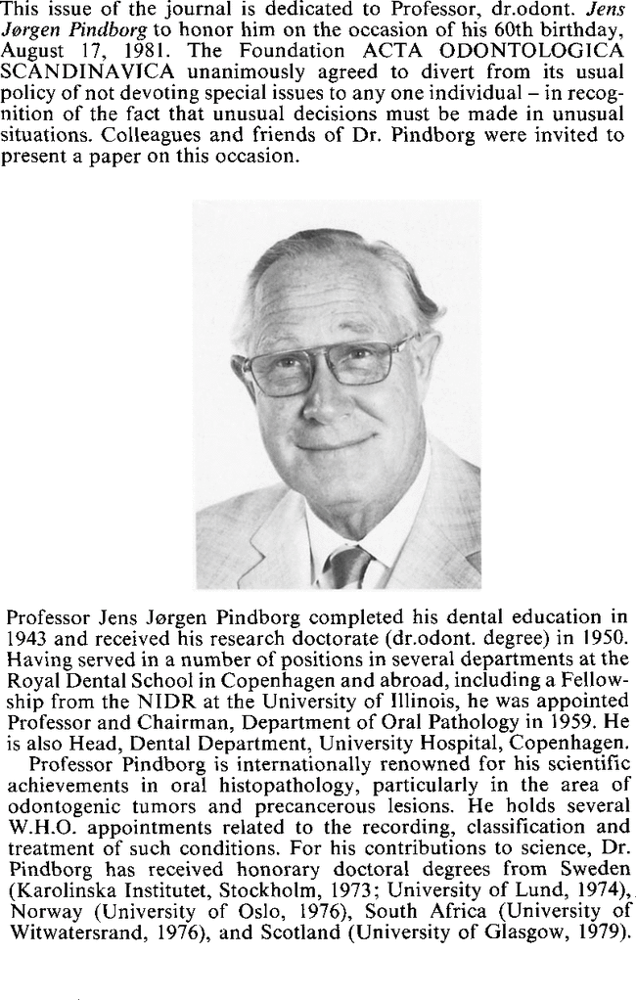 This issue of the journal is dedicated to Professor, dr.odont. Jens
Jørgen Pindborg to honor him on the occasion of his 60th birthday,
August 17, 1981. The Foundation ACTA ODONTOLOGICA
SCANDINAVICA unanimously agreed to divert from its usual
policy of not devoting special issues to any one individual – in recog-
nition of the fact that unusual decisions must be made in unusual
situations. Colleagues and friends of Dr. Pindborg were invited to
present a paper on this occasion.
Professor Jens Jørgen Pindborg completed his dental education in
1943 and received his research doctorate (dr.odont. degree) in 1950.
Having served in a number of positions in several departments at the
Royal Dental School in Copenhagen and abroad, including a Fellow-
ship from the NIDR at the University of Illinois, he was appointed
Professor and Chairman, Department of Oral Pathology in 1959. He
is also Head, Dental Department, University Hospital, Copenhagen.
Professor Pindborg is internationally renowned for his scientific
achievements in oral histopathology, particularly in the area of
odontogenic tumors and precancerous lesions. He holds several
W.H.O. appointments related to the recording, classification and
treatment of such conditions. For his contributions to science, Dr.
Pindborg has received honorary doctoral degrees from Sweden
(Karolinska Institutet, Stockholm, 1973; University of Lund, 1974),
Norway (University of Oslo, 1976), South Africa (University of
Witwatersrand, 1976), and Scotland (University of Glasgow, 1979).